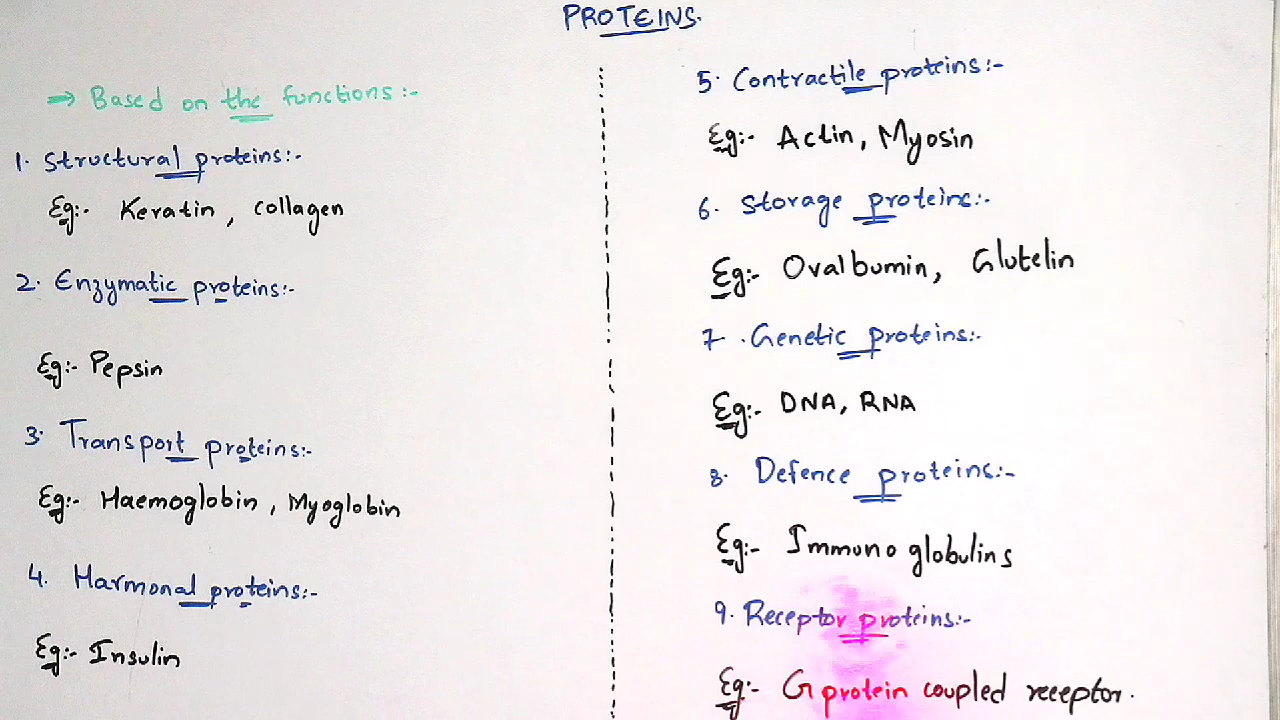 PROTEINS.
⇒ Based on the functions:-
1. Structural proteins:-
Eg:- Keratin, collagen
2. Enzymatic proteins:-
Eg:- Pepsin
3. Transport proteins:-
Eg:- Haemoglobin, Myoglobin
4. Harmonal proteins:-
Eg:- Insulin
5. Contractile proteins:-
Eg:- Actin, Myosin
6. Storage proteins:-
Eg:- Ovalbumin, Glutelin
7. Genetic proteins:-
Eg:- DNA, RNA
8. Defence proteins:-
Eg:- Immuno globulins
9. Receptor proteins:-
Eg:- G protein coupled receptor.